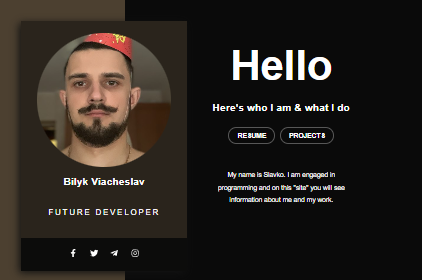 Hello
Here's who I am & what I do
RESUME PROJECTS
My name is Slavko. I am engaged in
programming and on this "site" you will see
information about me and my work.
Bilyk Viacheslav
FUTURE DEVELOPER